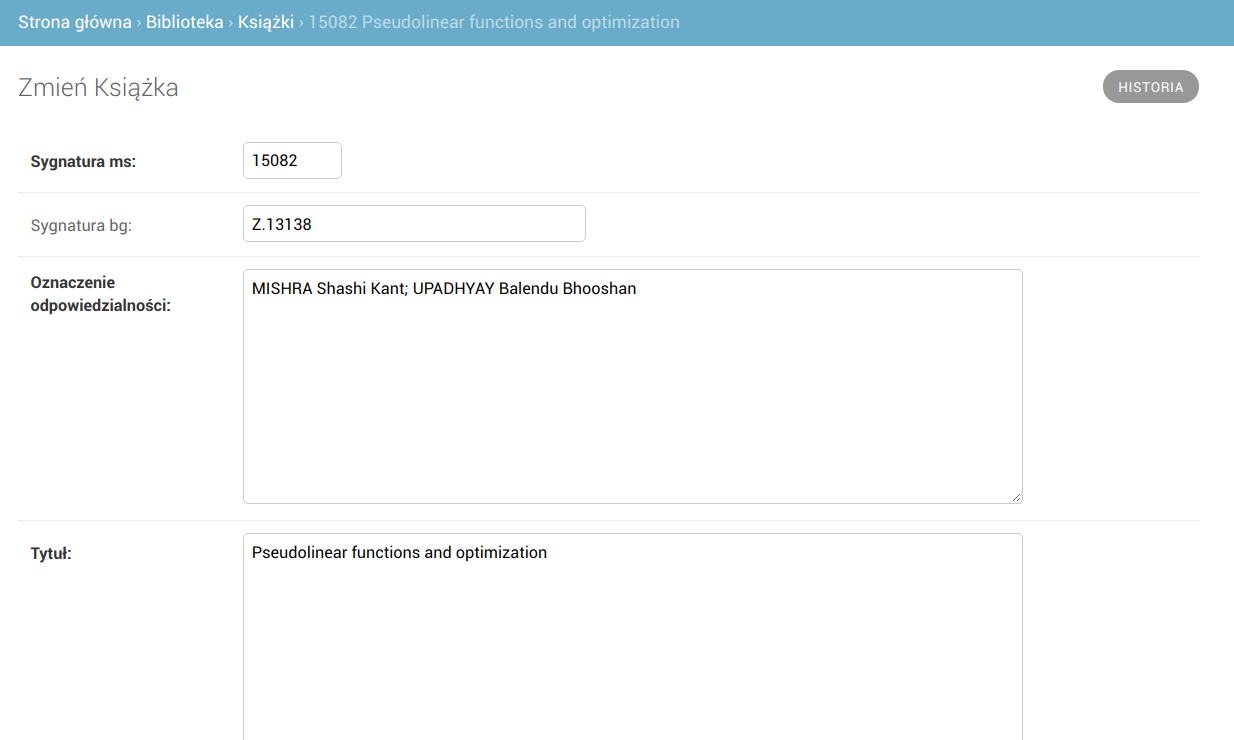 Strona główna › Biblioteka › Książki › 15082 Pseudolinear functions and optimization
Zmień Książka
HISTORIA
Sygnatura ms:
15082
Sygnatura bg:
Z.13138
Oznaczenie
odpowiedzialności:
MISHRA Shashi Kant; UPADHYAY Balendu Bhooshan
Tytuł:
Pseudolinear functions and optimization